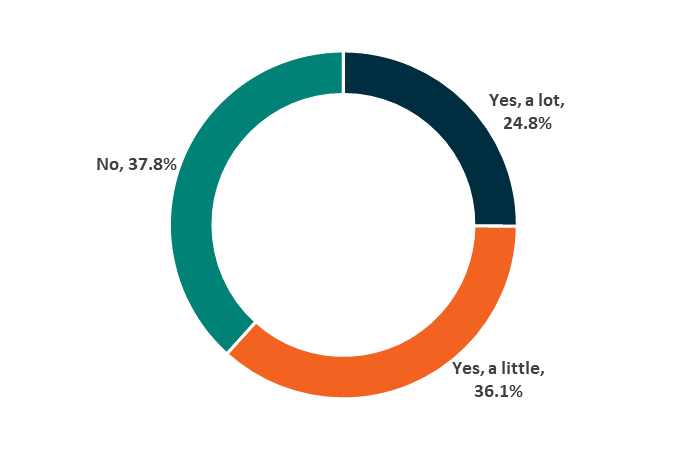 Yes, a lot,
24.8%
No, 37.8%
Yes, a little,
36.1%